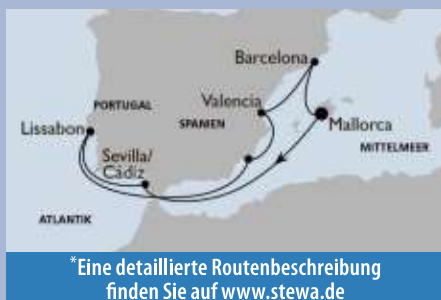 Barcelona
PORTUGAL
Valencia
Lissabon
SPANIEN
Mallorca
Sevilla/
Cádiz
MITTELMEER
ATLANTIK
*Eine detaillierte Routenbeschreibung
finden Sie auf www.stewa.de